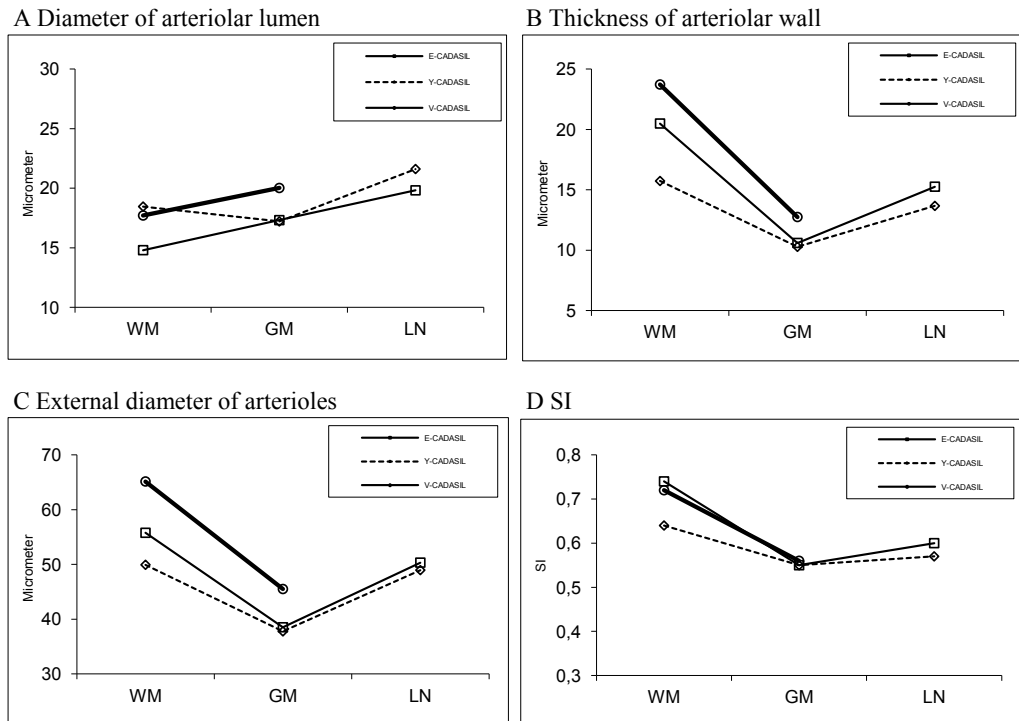 A Diameter of arteriolar lumen
30
25
20
15
10
Micrometer
WM GM LN
E-CADASIL
Y-CADASIL
V-CADASIL
B Thickness of arteriolar wall
25
20
15
10
5
Micrometer
WM GM LN
E-CADASIL
Y-CADASIL
V-CADASIL
C External diameter of arterioles
70
60
50
40
30
Micrometer
WM GM LN
E-CADASIL
Y-CADASIL
V-CADASIL
D SI
0,8
0,7
0,6
0,5
0,4
0,3
SI
WM GM LN
E-CADASIL
Y-CADASIL
V-CADASIL